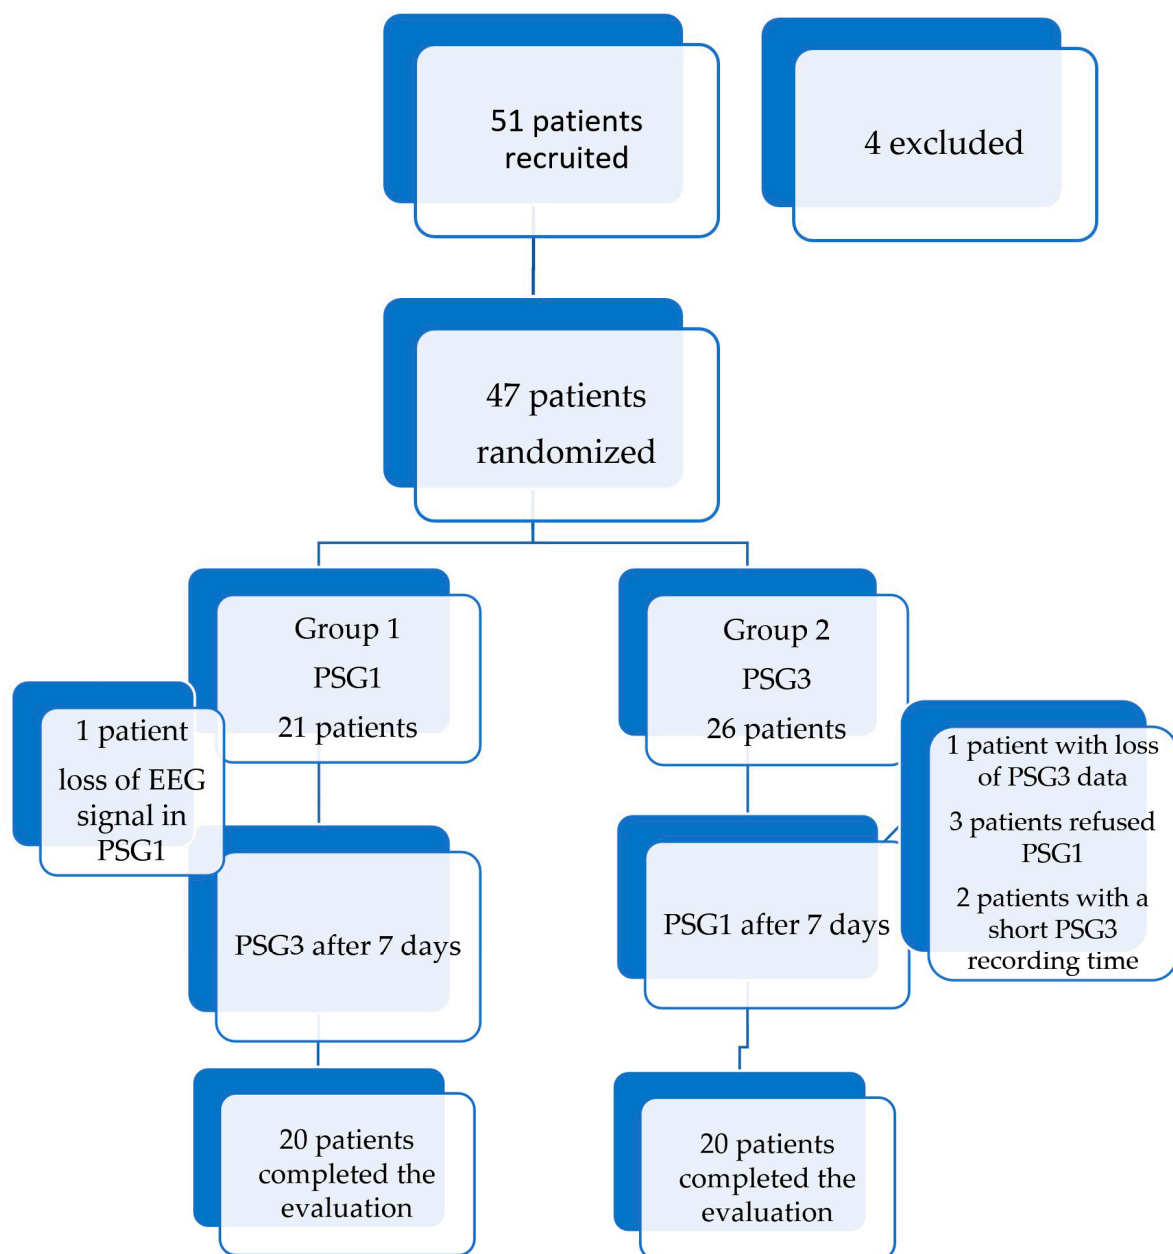 51 patients
recruited
4 excluded
47 patients
randomized
Group 1
PSG1
21 patients
Group 2
PSG3
26 patients
1 patient
loss of EEG
signal in
PSG1
1 patient with loss
of PSG3 data
3 patients refused
PSG1
2 patients with a
short PSG3
recording time
PSG3 after 7 days
PSG1 after 7 days
20 patients
completed the
evaluation
20 patients
completed the
evaluation